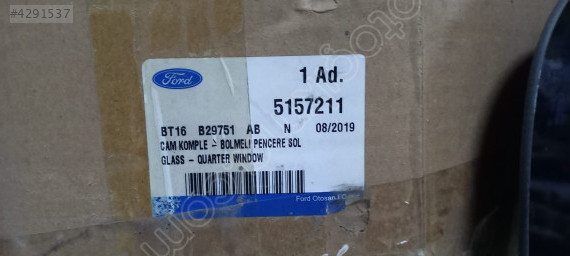 #4291537
Ford
1 Ad.
5157211
BT16 B29751 AB N 08/2019
CAM KOMPLE - BOLMELI PENCERE SOL
GLASS - QUARTER WINDOW
Ford Otosan